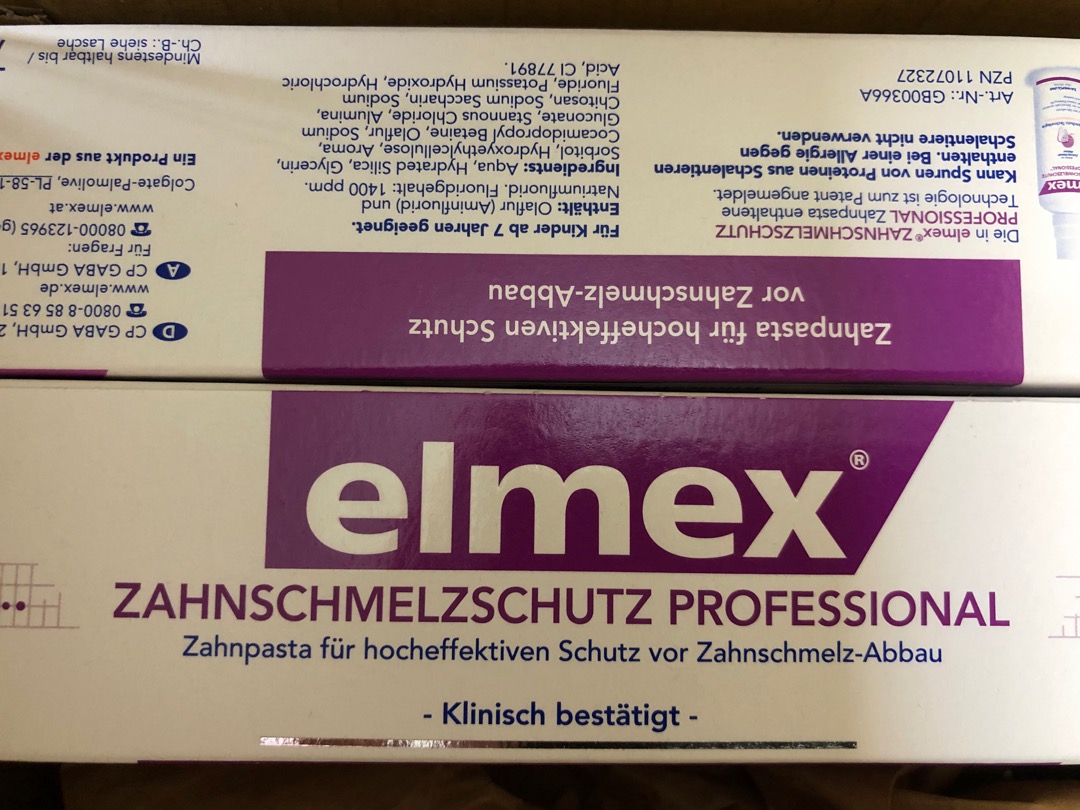 elmex®
ZAHNSCHMELZSCHUTZ PROFESSIONAL
Zahnpasta für hocheffektiven Schutz vor Zahnschmelz-Abbau
- Klinisch bestätigt -
Zahnpasta für hocheffektiven Schutz
vor Zahnschmelz-Abbau
Die in elmex® ZAHNSCHMELZSCHUTZ
PROFESSIONAL Zahnpasta enthaltene
Technologie ist zum Patent angemeldet.
Kann Spuren von Proteinen aus Schalentieren
enthalten. Bei einer Allergie gegen
Schalentiere nicht verwenden.
Art.-Nr.: GB00366A
PZN 11072327
Für Kinder ab 7 Jahren geeignet.
Enthält: Olaflur (Aminfluorid) und
Natriumfluorid. Fluoridgehalt: 1400 ppm.
Ingredients: Aqua, Hydrated Silica, Glycerin,
Sorbitol, Hydroxyethylcellulose, Aroma,
Cocamidopropyl Betaine, Olaflur, Sodium
Gluconate, Stannous Chloride, Alumina,
Chitosan, Sodium Saccharin, Sodium
Fluoride, Potassium Hydroxide, Hydrochloric
Acid, CI 77891.
D CP GABA GmbH, 2
0800-8 85 63 51
www.elmex.de
A CP GABA GmbH, 1
Für Fragen:
08000-123965 (g
www.elmex.at
Colgate-Palmolive, PL-58-1
Ein Produkt aus der elmex
Mindestens haltbar bis /
Ch.-B.: siehe Lasche
elmex